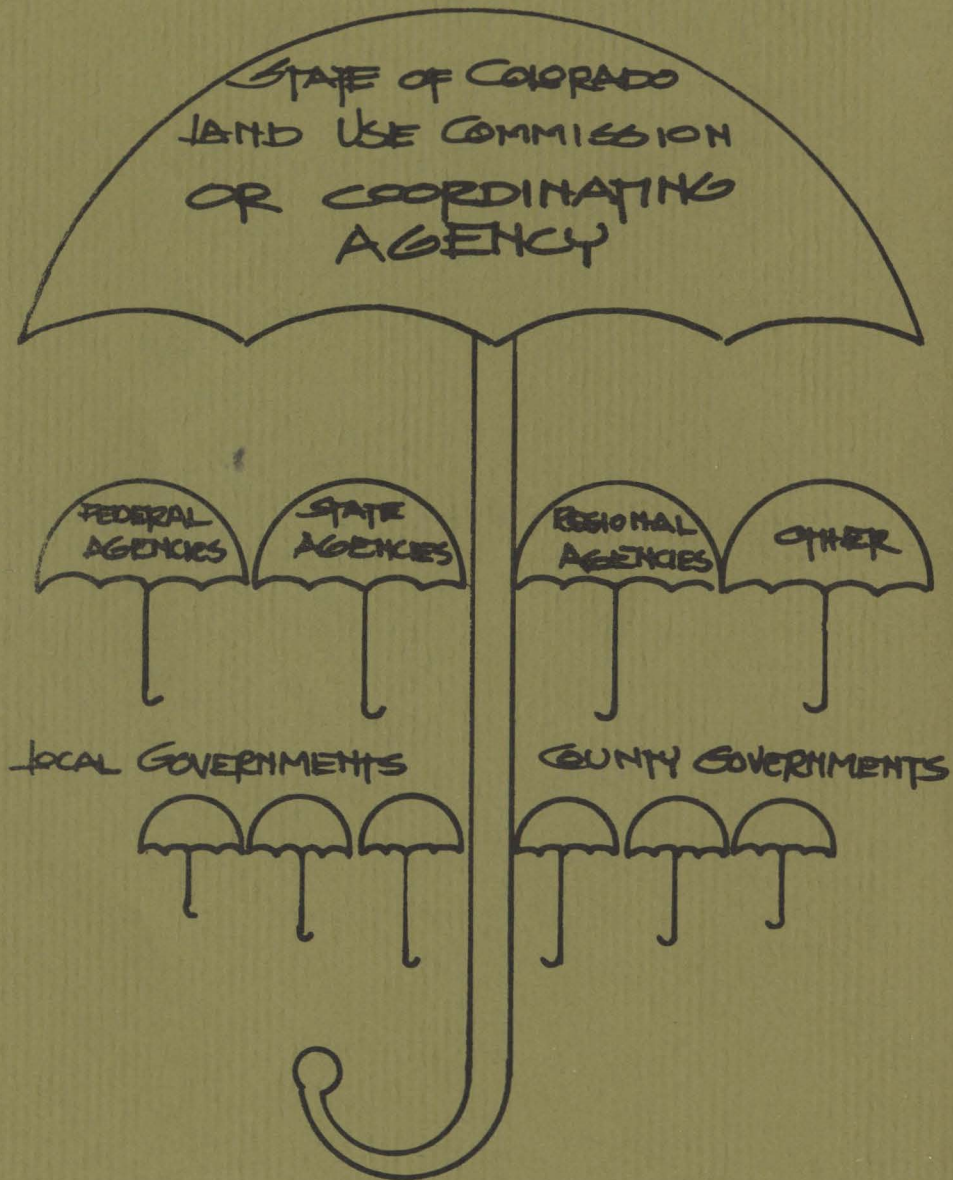 STATE OF COLORADO
LAND USE COMMISSION
OR COORDINATING
AGENCY
FEDERAL
AGENCIES
STATE
AGENCIES
REGIONAL
AGENCIES
OTHER
LOCAL GOVERNMENTS
COUNTY GOVERNMENTS